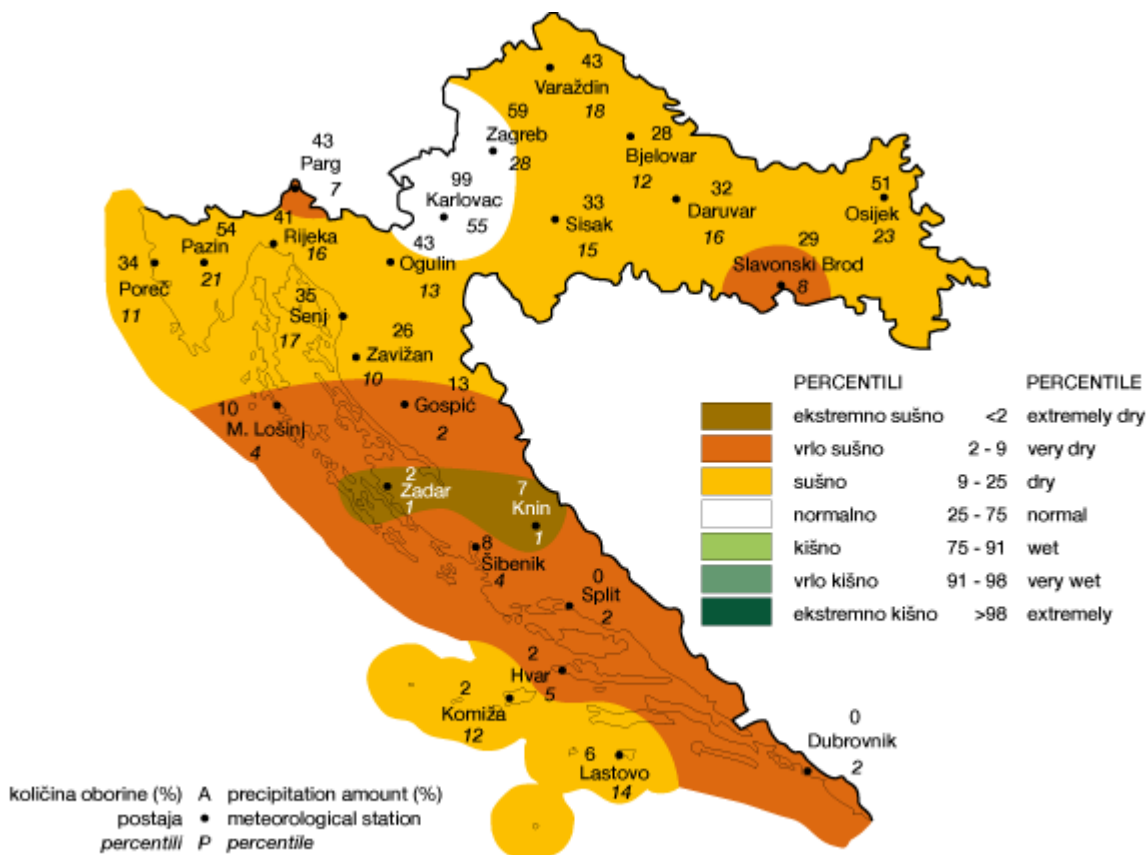 43
Varaždin
18
59
Zagreb
28
28
Bjelovar
12
43
Parg
7
99
Karlovac
55
33
Sisak
15
32
Daruvar
16
51
Osijek
23
54
Pazin
21
41
Rijeka
16
43
Ogulin
13
29
Slavonski Brod
8
34
Poreč
11
35
Senj
17
26
Zavižan
10
13
Gospić
2
10
M. Lošinj
4
2
Zadar
1
7
Knin
1
8
Šibenik
4
0
Split
2
2
Hvar
5
2
Komiža
12
6
Lastovo
14
0
Dubrovnik
2
PERCENTILI PERCENTILE
ekstremno sušno <2 extremely dry
vrlo sušno 2 - 9 very dry
sušno 9 - 25 dry
normalno 25 - 75 normal
kišno 75 - 91 wet
vrlo kišno 91 - 98 very wet
ekstremno kišno >98 extremely
količina oborine (%) A precipitation amount (%)
postaja • meteorological station
percentili P percentile